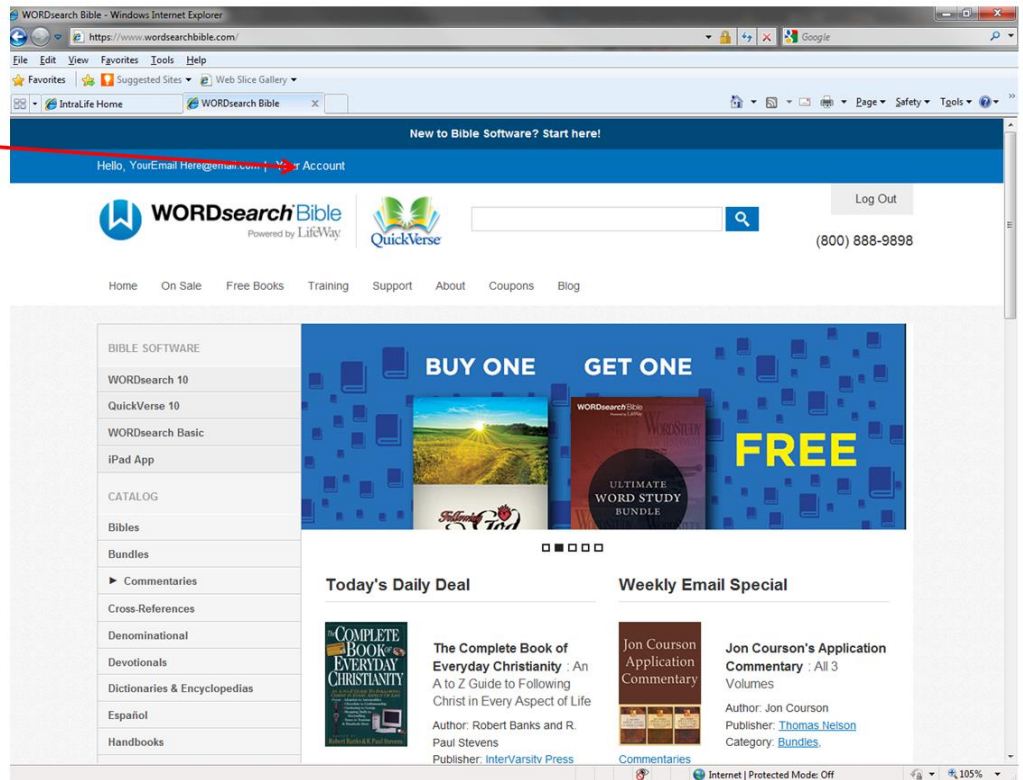 WORDsearch Bible - Windows Internet Explorer
https://www.wordsearchbible.com/
Google
File Edit View Favorites Tools Help
Favorites Suggested Sites Web Slice Gallery
IntraLife Home WORDsearch Bible X Page Safety Tools
New to Bible Software? Start here!
Hello, YourEmail Here@email.com | Your Account
WORDsearch Bible
Powered by LifeWay
QuickVerse
Log Out
(800) 888-9898
Home On Sale Free Books Training Support About Coupons Blog
BIBLE SOFTWARE
WORDsearch 10
QuickVerse 10
WORDsearch Basic
iPad App
CATALOG
Bibles
Bundles
Commentaries
Cross-References
Denominational
Devotionals
Dictionaries & Encyclopedias
Español
Handbooks
BUY ONE GET ONE
FREE
WORDsearch Bible
WORDSTUDY
ULTIMATE
WORD STUDY
BUNDLE
Following God
Today's Daily Deal
The COMPLETE
BOOK OF
EVERYDAY
CHRISTIANITY
Robert Banks & R. Paul Stevens
The Complete Book of
Everyday Christianity : An
A to Z Guide to Following
Christ in Every Aspect of Life
Author: Robert Banks and R.
Paul Stevens
Publisher: InterVarsity Press
Weekly Email Special
Jon Courson
Application
Commentary
Jon Courson's Application
Commentary : All 3
Volumes
Author: Jon Courson
Publisher: Thomas Nelson
Category: Bundles,
Commentaries
Internet | Protected Mode: Off 105%